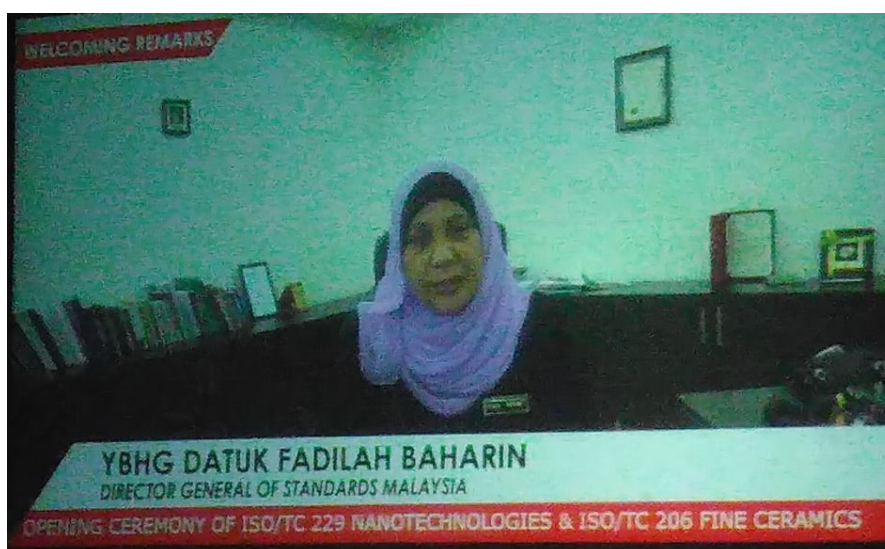 WELCOMING REMARKS
YBHG DATUK FADILAH BAHARIN
DIRECTOR GENERAL OF STANDARDS MALAYSIA
OPENING CEREMONY OF ISO/TC 229 NANOTECHNOLOGIES & ISO/TC 206 FINE CERAMICS